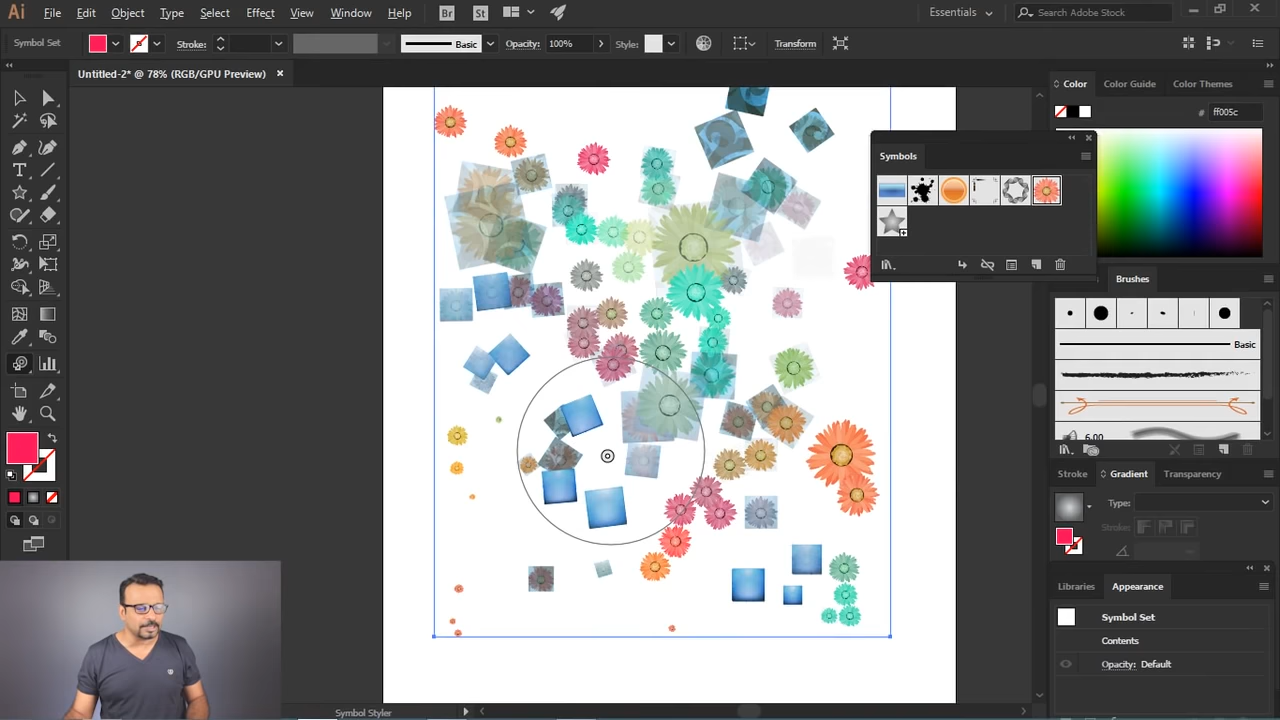 Ai File Edit Object Type Select Effect View Window Help Br St Essentials Search Adobe Stock
Symbol Set Stroke: Basic Opacity: 100% Style: Transform
Untitled-2* @ 78% (RGB/GPU Preview) ×
Color Color Guide Color Themes
# ff005c
Symbols
Brushes
Basic
6.00
Stroke Gradient Transparency
Type:
Stroke:
Libraries Appearance
Symbol Set
Contents
Opacity: Default
Symbol Styler